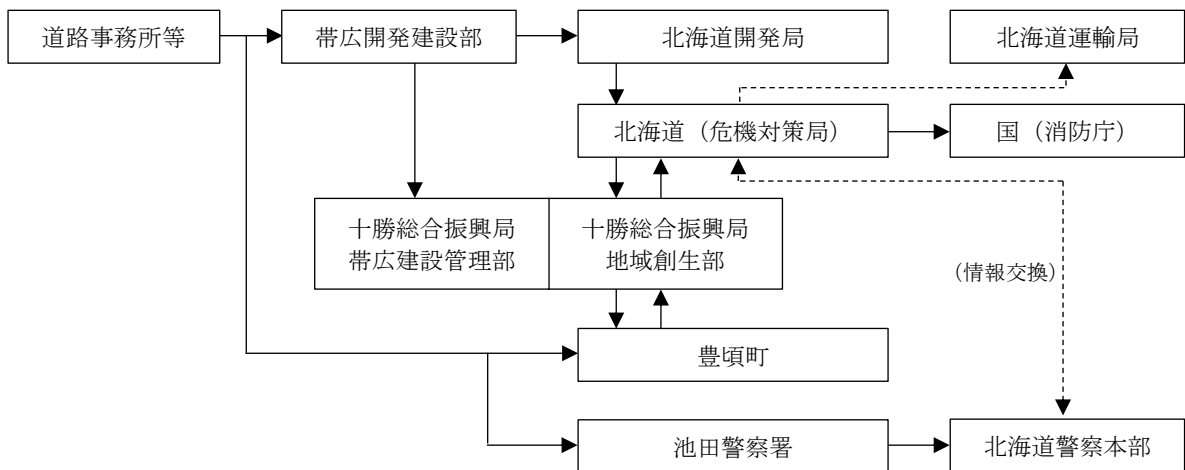 道路事務所等
帯広開発建設部
北海道開発局
北海道運輸局
北海道（危機対策局）
国（消防庁）
十勝総合振興局
帯広建設管理部
十勝総合振興局
地域創生部
（情報交換）
豊頃町
池田警察署
北海道警察本部